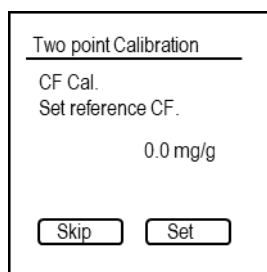 Two point Calibration
CF Cal.
Set reference CF.
0.0 mg/g
Skip Set